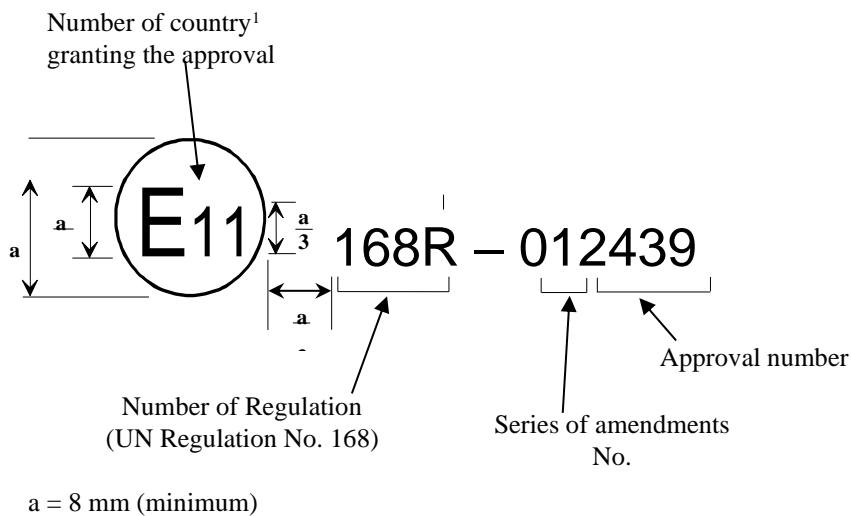 Number of country¹
granting the approval
a
a
E11
a
3
168R – 012439
a
Approval number
Number of Regulation
(UN Regulation No. 168)
Series of amendments
No.
a = 8 mm (minimum)